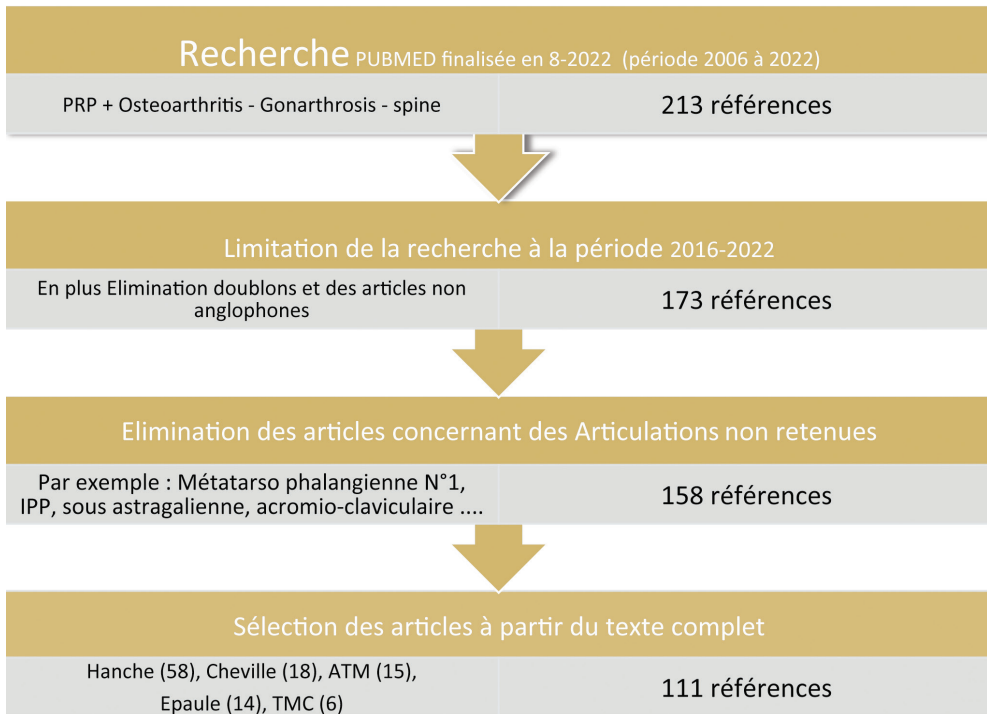 Recherche PUBMED finalisée en 8-2022 (période 2006 à 2022)
PRP + Osteoarthritis - Gonarthrosis - spine
213 références
Limitation de la recherche à la période 2016-2022
En plus Elimination doublons et des articles non
anglophones
173 références
Elimination des articles concernant des Articulations non retenues
Par exemple : Métatarso phalangienne N°1,
IPP, sous astragalienne, acromio-claviculaire ....
158 références
Sélection des articles à partir du texte complet
Hanche (58), Cheville (18), ATM (15),
Epaule (14), TMC (6)
111 références